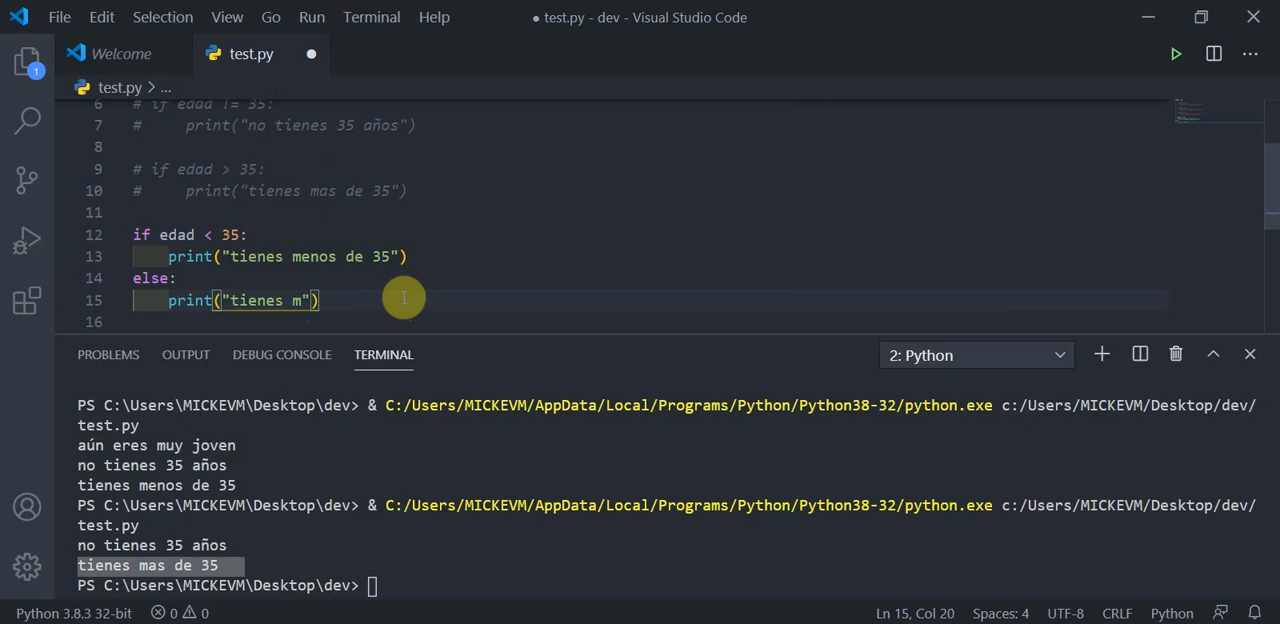 File Edit Selection View Go Run Terminal Help ● test.py - dev - Visual Studio Code
Welcome test.py ●
1
test.py > ...
6 # if edad != 35:
7 #     print("no tienes 35 años")
8
9 # if edad > 35:
10 #     print("tienes mas de 35")
11
12 if edad < 35:
13     print("tienes menos de 35")
14 else:
15     print("tienes m")
16
PROBLEMS OUTPUT DEBUG CONSOLE TERMINAL 2: Python
PS C:\Users\MICKEVM\Desktop\dev> & C:/Users/MICKEVM/AppData/Local/Programs/Python/Python38-32/python.exe c:/Users/MICKEVM/Desktop/dev/
test.py
aún eres muy joven
no tienes 35 años
tienes menos de 35
PS C:\Users\MICKEVM\Desktop\dev> & C:/Users/MICKEVM/AppData/Local/Programs/Python/Python38-32/python.exe c:/Users/MICKEVM/Desktop/dev/
test.py
no tienes 35 años
tienes mas de 35
PS C:\Users\MICKEVM\Desktop\dev>
Python 3.8.3 32-bit 0 0 Ln 15, Col 20 Spaces: 4 UTF-8 CRLF Python